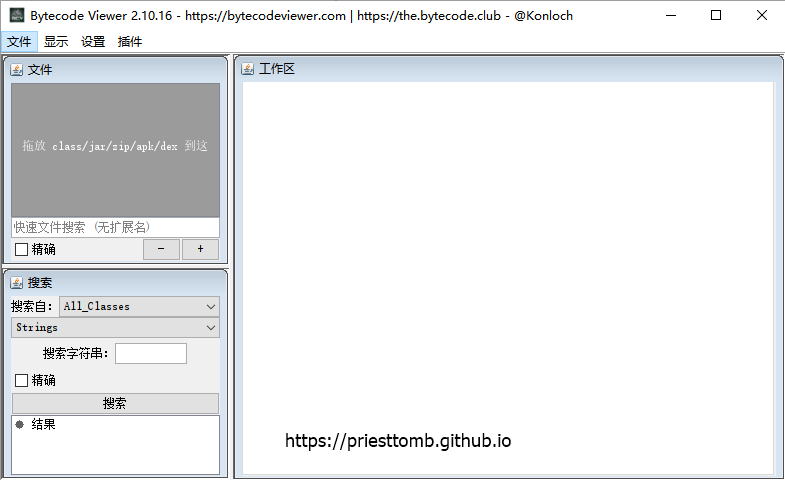 Bytecode Viewer 2.10.16 - https://bytecodeviewer.com | https://the.bytecode.club - @Konloch
文件 显示 设置 插件
文件
拖放 class/jar/zip/apk/dex 到这
快速文件搜索 (无扩展名)
精确 - +
搜索
搜索自: All_Classes
Strings
搜索字符串:
精确
搜索
结果
工作区
https://priesttomb.github.io